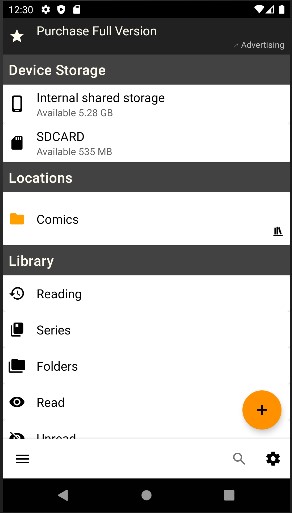 12:30
Purchase Full Version
Advertising
Device Storage
Internal shared storage
Available 5.28 GB
SDCARD
Available 535 MB
Locations
Comics
Library
Reading
Series
Folders
Read
Unread